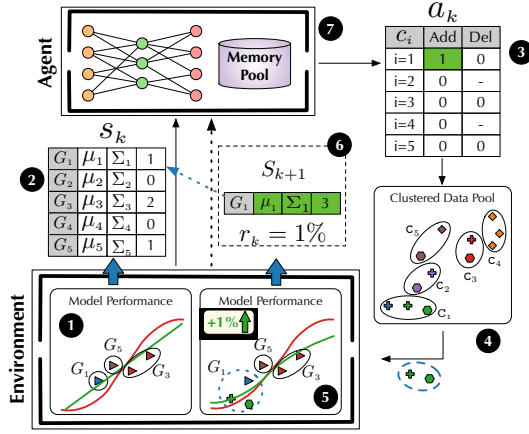 7
Agent
Memory
Pool
a_k
c_i Add Del
i=1 1 0
i=2 0 -
i=3 0 0
i=4 0 -
i=5 0 0
3
s_k
2
G_1 μ_1 Σ_1 1
G_2 μ_2 Σ_2 0
G_3 μ_3 Σ_3 2
G_4 μ_4 Σ_4 0
G_5 μ_5 Σ_5 1
6
S_{k+1}
G_1 μ_1 Σ_1 3
r_k = 1%
Clustered Data Pool
c_5
c_4
c_3
c_2
c_1
4
Environment
Model Performance
1
G_5
G_1
G_3
Model Performance
+1%
G_5
G_1
G_3
5